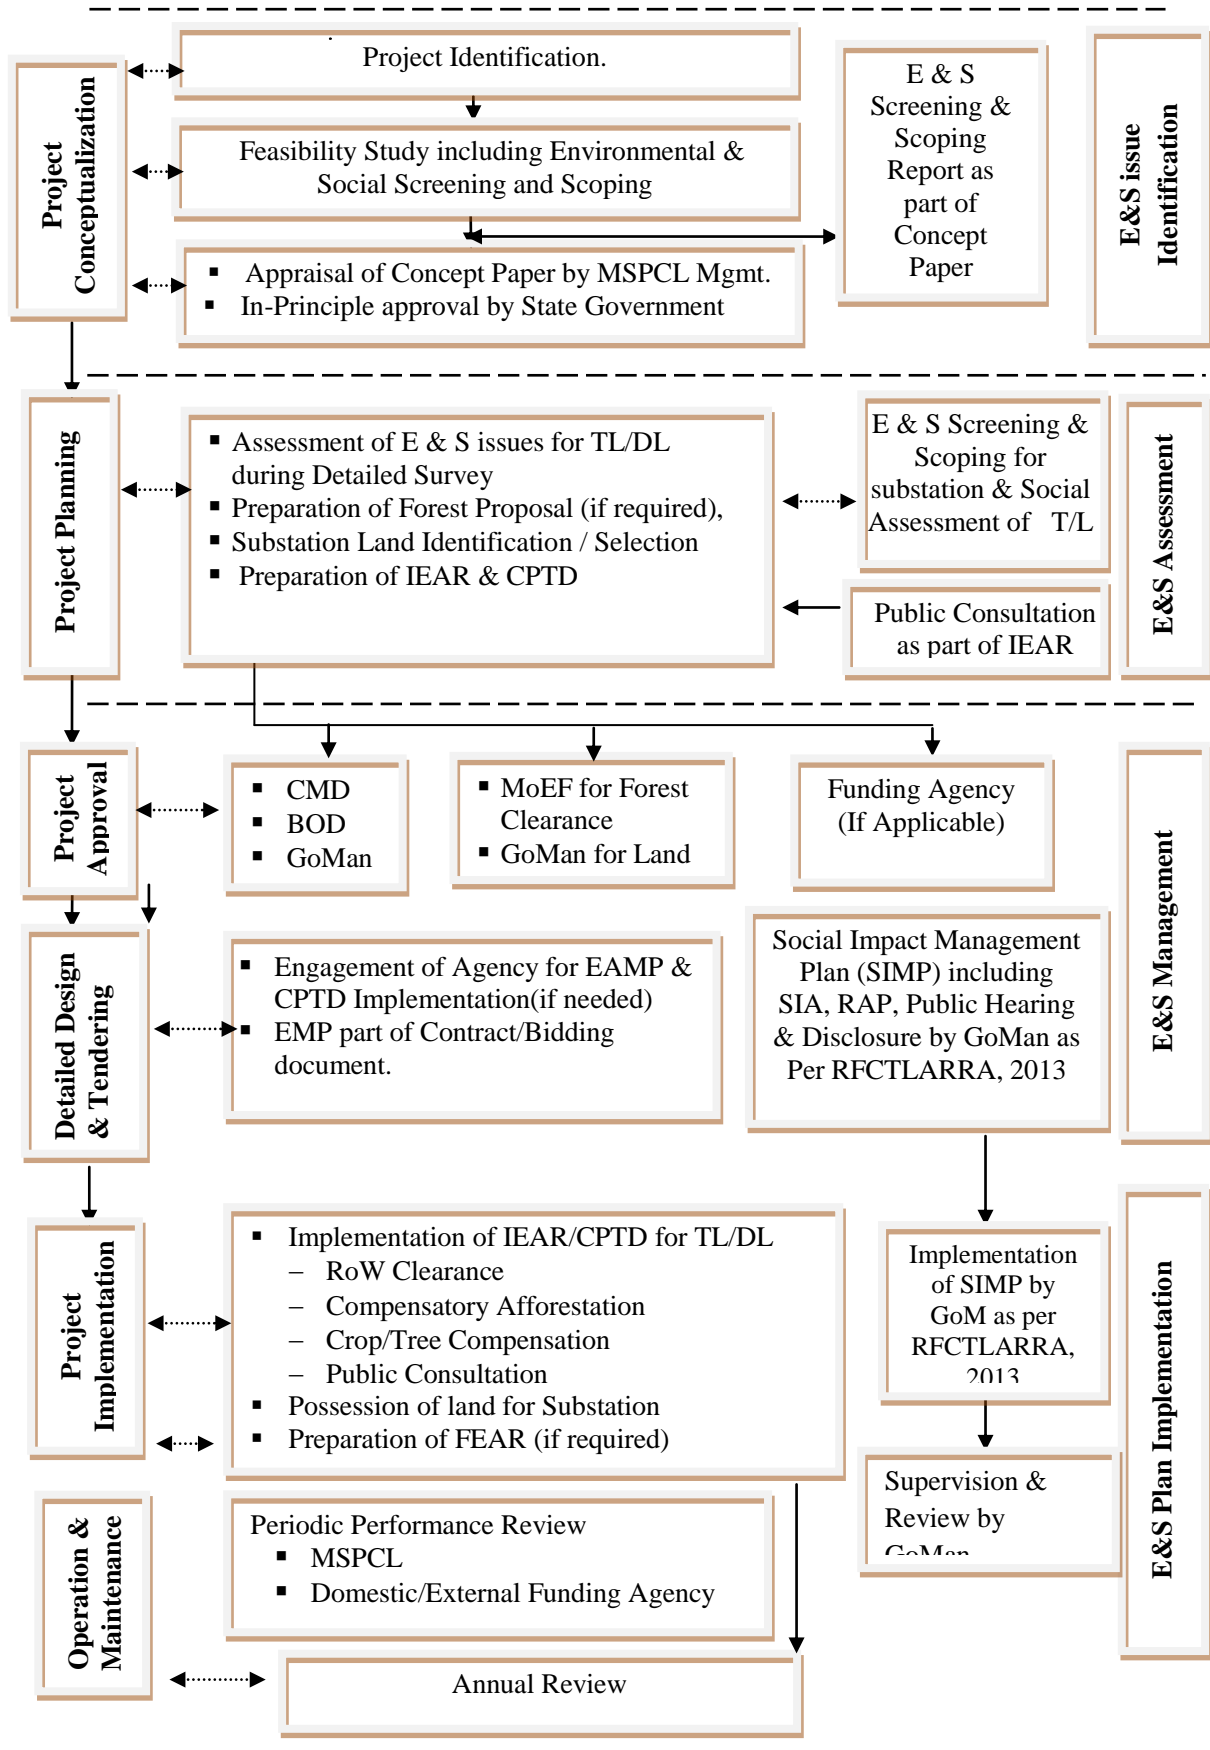 Project
Conceptualization
Project Identification.
Feasibility Study including Environmental &
Social Screening and Scoping
▪ Appraisal of Concept Paper by MSPCL Mgmt.
▪ In-Principle approval by State Government
E & S
Screening &
Scoping
Report as
part of
Concept
Paper
E&S issue
Identification
Project Planning
▪ Assessment of E & S issues for TL/DL
during Detailed Survey
▪ Preparation of Forest Proposal (if required),
▪ Substation Land Identification / Selection
▪ Preparation of IEAR & CPTD
E & S Screening &
Scoping for
substation & Social
Assessment of T/L
Public Consultation
as part of IEAR
E&S Assessment
Project
Approval
▪ CMD
▪ BOD
▪ GoMan
▪ MoEF for Forest
Clearance
▪ GoMan for Land
Funding Agency
(If Applicable)
E&S Management
Detailed Design
& Tendering
▪ Engagement of Agency for EAMP &
CPTD Implementation(if needed)
▪ EMP part of Contract/Bidding
document.
Social Impact Management
Plan (SIMP) including
SIA, RAP, Public Hearing
& Disclosure by GoMan as
Per RFCTLARRA, 2013
Project
Implementation
▪ Implementation of IEAR/CPTD for TL/DL
– RoW Clearance
– Compensatory Afforestation
– Crop/Tree Compensation
– Public Consultation
▪ Possession of land for Substation
▪ Preparation of FEAR (if required)
Implementation
of SIMP by
GoM as per
RFCTLARRA,
2013
E&S Plan Implementation
Supervision &
Review by
GoMan
Operation &
Maintenance
Periodic Performance Review
▪ MSPCL
▪ Domestic/External Funding Agency
Annual Review